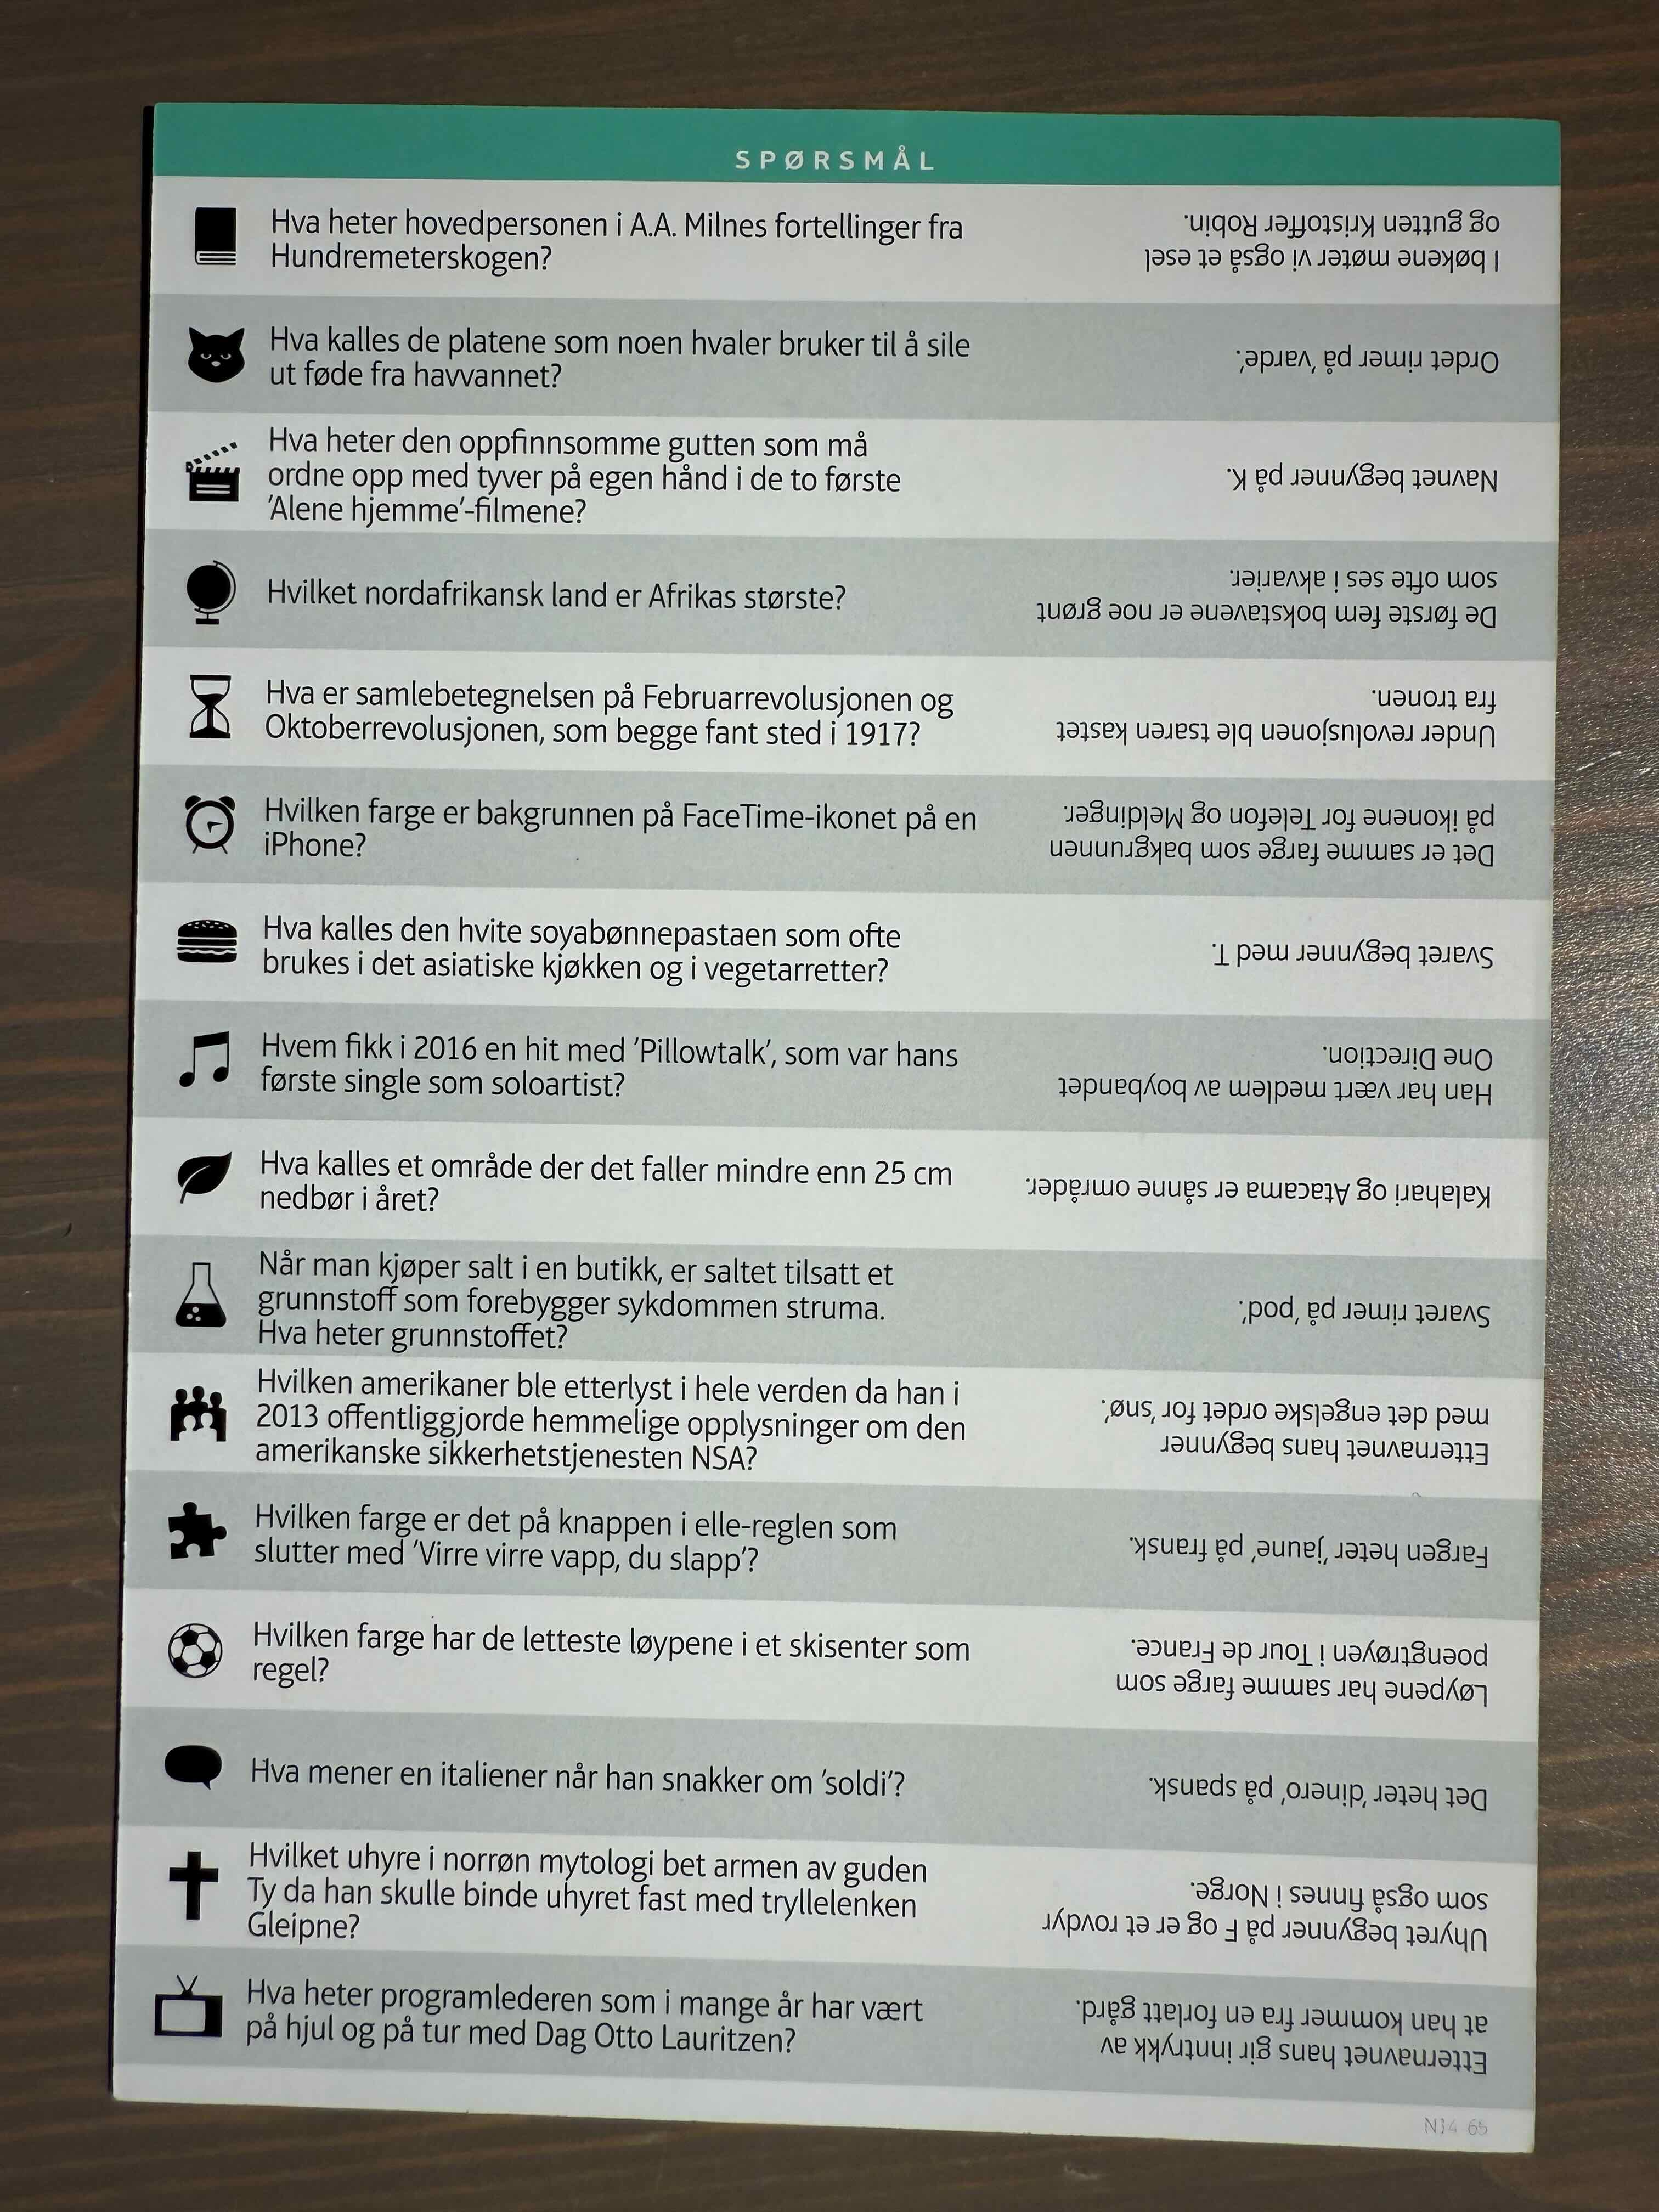 SPØRSMÅL
Hva heter hovedpersonen i A.A. Milnes fortellinger fra
Hundremeterskogen?
I bøkene møter vi også et esel
og gutten Kristoffer Robin.
Hva kalles de platene som noen hvaler bruker til å sile
ut føde fra havvannet?
Ordet rimer på 'varde'.
Hva heter den oppfinnsomme gutten som må
ordne opp med tyver på egen hånd i de to første
'Alene hjemme'-filmene?
Navnet begynner på K.
Hvilket nordafrikansk land er Afrikas største?
De første fem bokstavene er noe grønt
som ofte ses i akvarier.
Hva er samlebetegnelsen på Februarrevolusjonen og
Oktoberrevolusjonen, som begge fant sted i 1917?
Under revolusjonen ble tsaren kastet
fra tronen.
Hvilken farge er bakgrunnen på FaceTime-ikonet på en
iPhone?
Det er samme farge som bakgrunnen
på ikonene for Telefon og Meldinger.
Hva kalles den hvite soyabønnepastaen som ofte
brukes i det asiatiske kjøkken og i vegetarretter?
Svaret begynner med T.
Hvem fikk i 2016 en hit med 'Pillowtalk', som var hans
første single som soloartist?
Han har vært medlem av boybandet
One Direction.
Hva kalles et område der det faller mindre enn 25 cm
nedbør i året?
Kalahari og Atacama er sånne områder.
Når man kjøper salt i en butikk, er saltet tilsatt et
grunnstoff som forebygger sykdommen struma.
Hva heter grunnstoffet?
Svaret rimer på 'pod'.
Hvilken amerikaner ble etterlyst i hele verden da han i
2013 offentliggjorde hemmelige opplysninger om den
amerikanske sikkerhetstjenesten NSA?
Etternavnet hans begynner
med det engelske ordet for 'snø'.
Hvilken farge er det på knappen i elle-reglen som
slutter med 'Virre virre vapp, du slapp'?
Fargen heter 'jaune' på fransk.
Hvilken farge har de letteste løypene i et skisenter som
regel?
Løypene har samme farge som
poengtrøyen i Tour de France.
Hva mener en italiener når han snakker om 'soldi'?
Det heter 'dinero' på spansk.
Hvilket uhyre i norrøn mytologi bet armen av guden
Ty da han skulle binde uhyret fast med tryllelenken
Gleipne?
Uhyret begynner på F og er et rovdyr
som også finnes i Norge.
Hva heter programlederen som i mange år har vært
på hjul og på tur med Dag Otto Lauritzen?
Etternavnet hans gir inntrykk av
at han kommer fra en forlatt gård.
N14 65